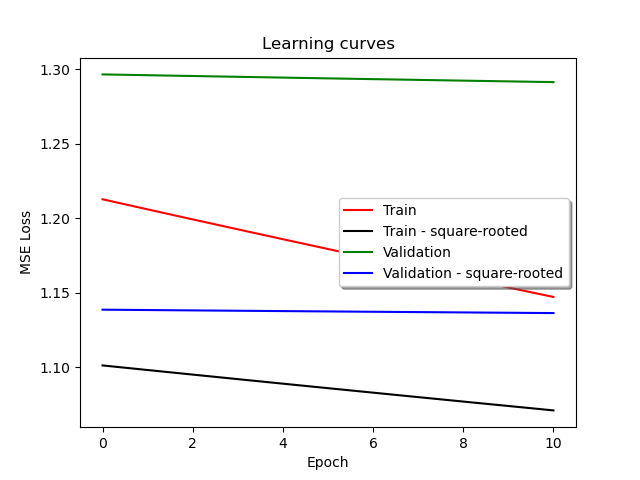 Learning curves
MSE Loss
1.30
1.25
1.20
1.15
1.10
Train
Train - square-rooted
Validation
Validation - square-rooted
0 2 4 6 8 10
Epoch